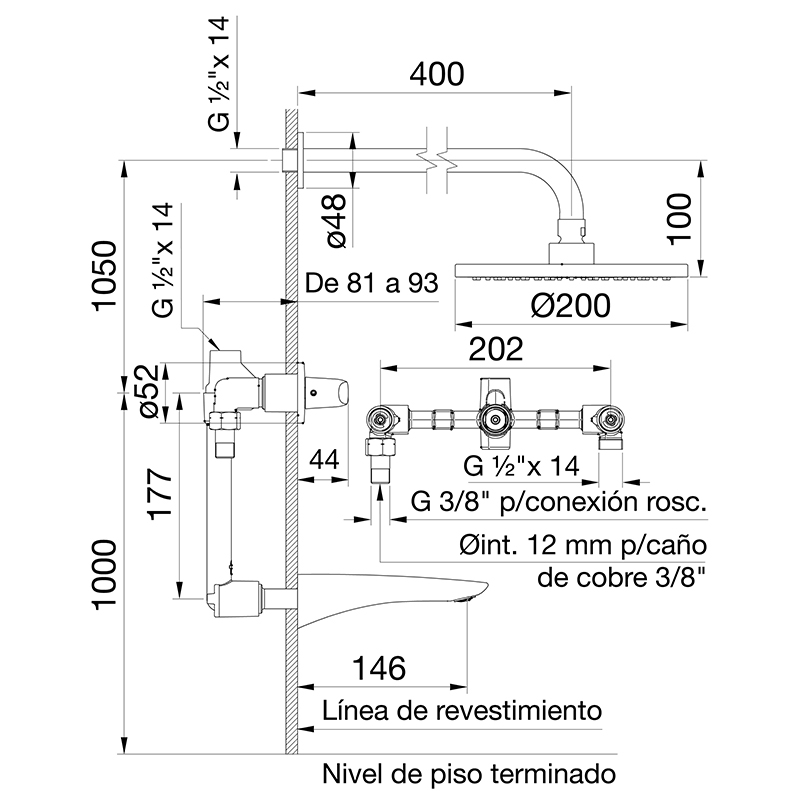 G ½"x 14
400
ø48
100
1050
G ½"x 14
De 81 a 93
Ø200
202
ø52
44
G ½"x 14
177
G 3/8" p/conexión rosc.
Øint. 12 mm p/caño
de cobre 3/8"
1000
146
Línea de revestimiento
Nivel de piso terminado